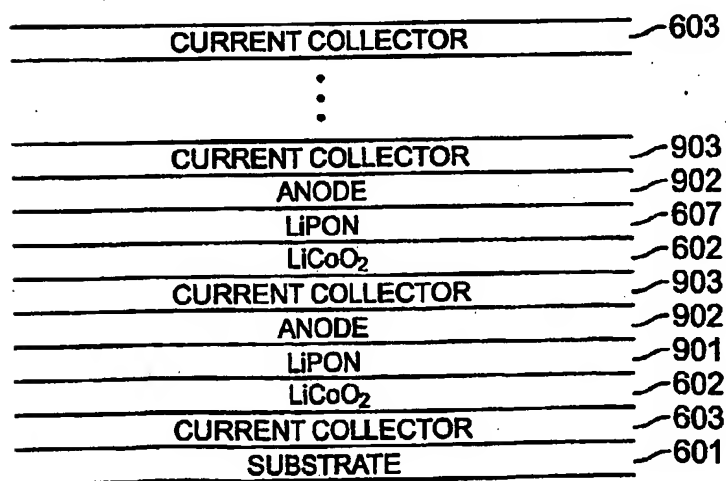 CURRENT COLLECTOR 603
CURRENT COLLECTOR 903
ANODE 902
LiPON 607
LiCoO₂ 602
CURRENT COLLECTOR 903
ANODE 902
LiPON 901
LiCoO₂ 602
CURRENT COLLECTOR 603
SUBSTRATE 601